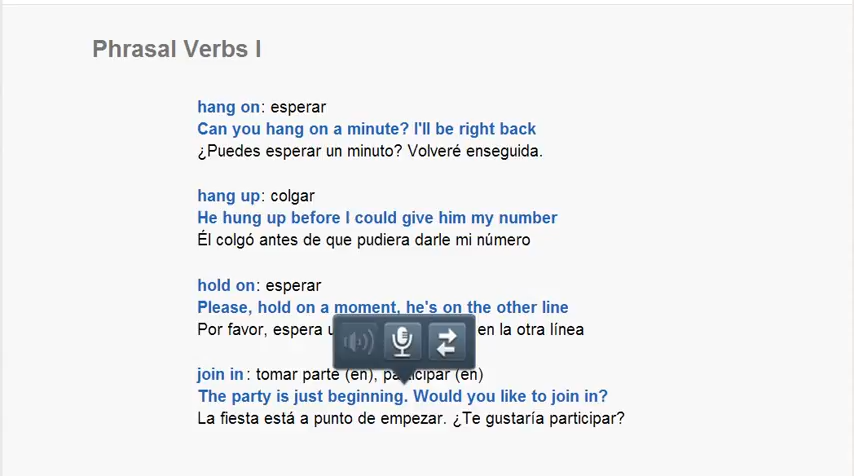 Phrasal Verbs I
hang on: esperar
Can you hang on a minute? I'll be right back
¿Puedes esperar un minuto? Volveré enseguida.
hang up: colgar
He hung up before I could give him my number
Él colgó antes de que pudiera darle mi número
hold on: esperar
Please, hold on a moment, he's on the other line
Por favor, espera en la otra línea
join in: tomar parte (en), participar (en)
The party is just beginning. Would you like to join in?
La fiesta está a punto de empezar. ¿Te gustaría participar?